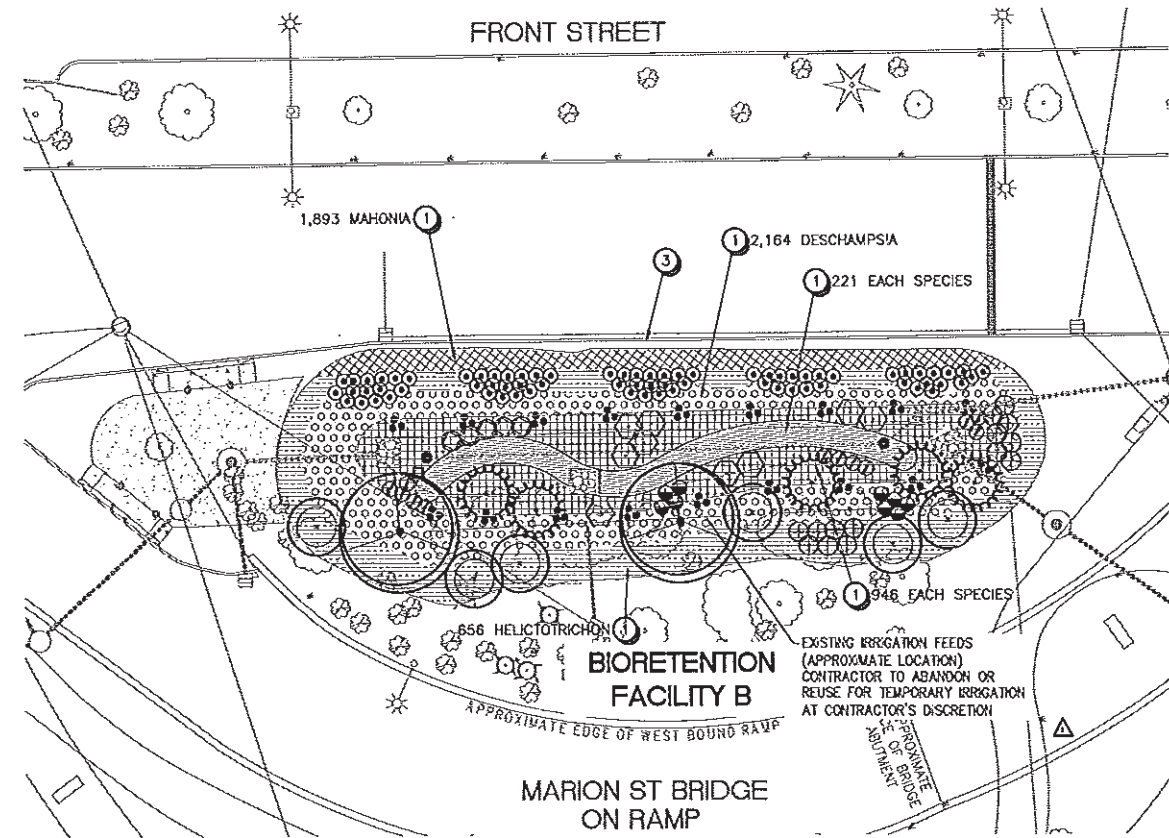 FRONT STREET
1,893 MAHONIA 1
1 2,164 DESCHAMPSIA
3
1 221 EACH SPECIES
1 946 EACH SPECIES
656 HELICTOTRICHON 1
BIORETENTION
FACILITY B
EXISTING IRRIGATION FEEDS
(APPROXIMATE LOCATION)
CONTRACTOR TO ABANDON OR
REUSE FOR TEMPORARY IRRIGATION
AT CONTRACTOR'S DISCRETION
APPROXIMATE EDGE OF WEST BOUND RAMP
OF BRIDGE
ABUTMENT
MARION ST BRIDGE
ON RAMP